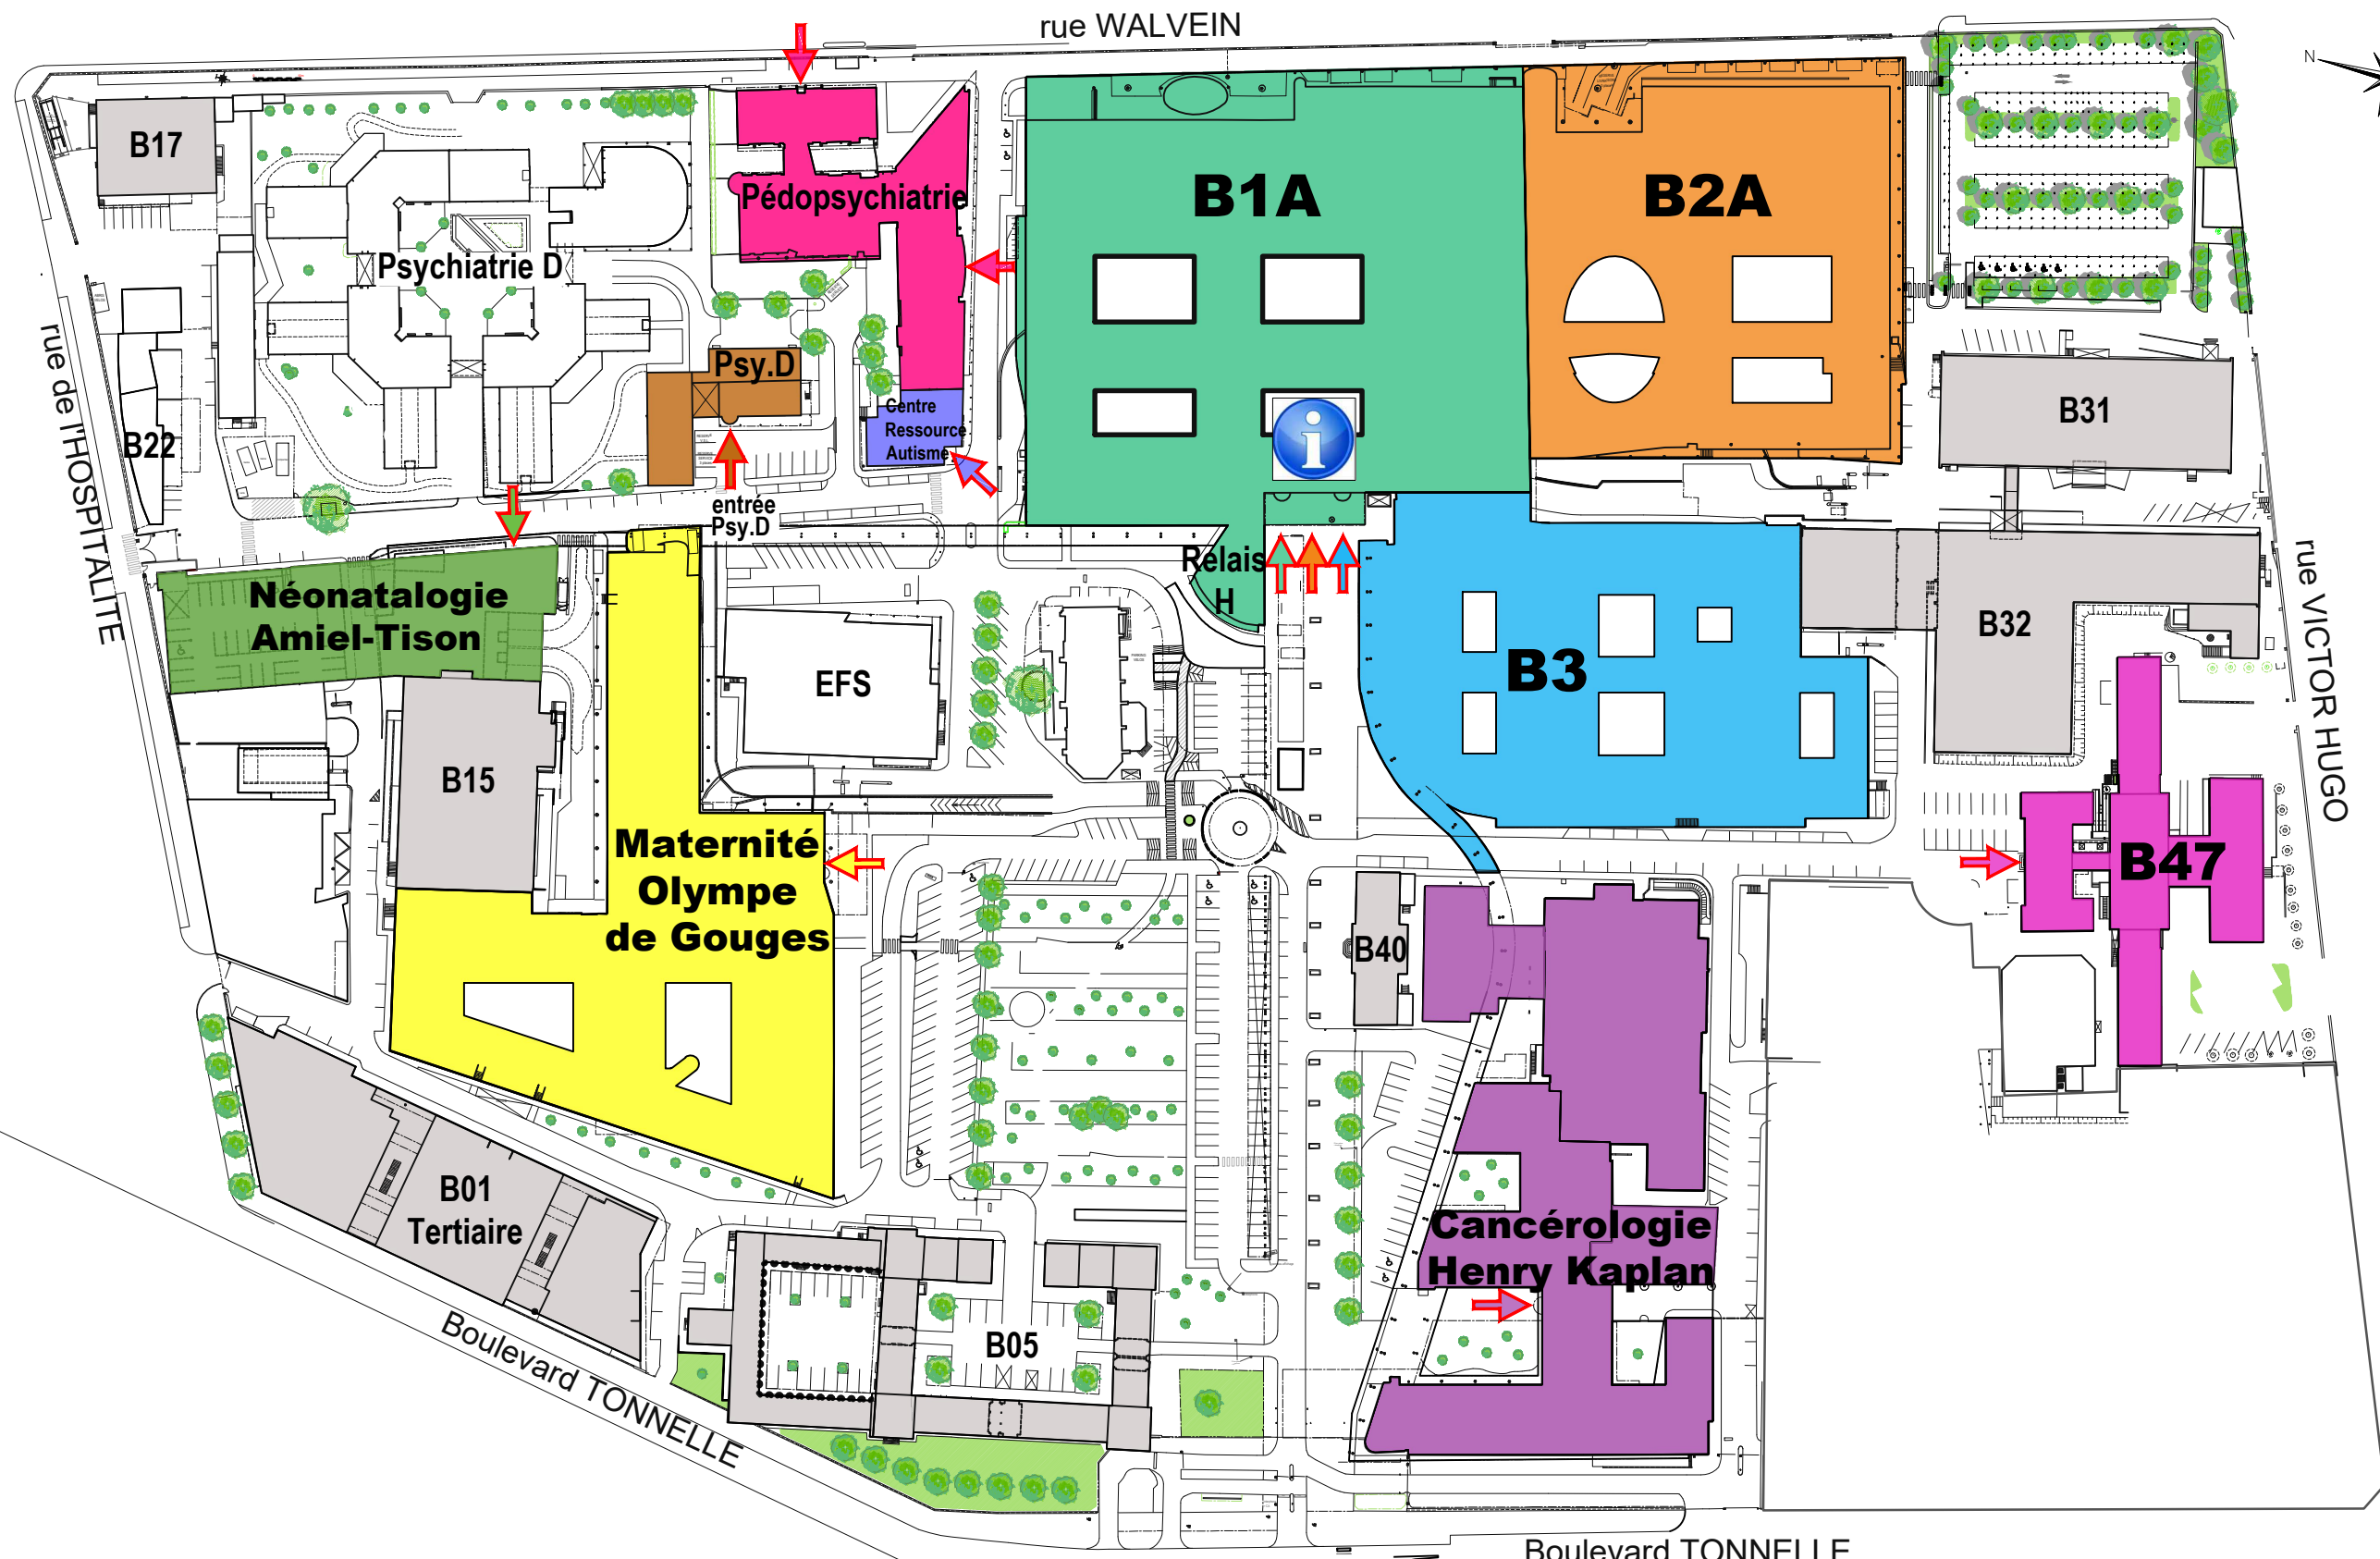 rue WALVEIN
N
B17
Pédopsychiatrie
B1A
B2A
Psychiatrie D
rue de l'HOSPITALITE
Psy.D
B22
Centre
Ressource
Autisme
i
B31
entrée
Psy.D
Relais
H
Néonatalogie
Amiel-Tison
EFS
B3
B32
rue VICTOR HUGO
B15
Maternité
Olympe
de Gouges
B47
B40
B01
Tertiaire
Cancérologie
Henry Kaplan
B05
Boulevard TONNELLE
Boulevard TONNELLE